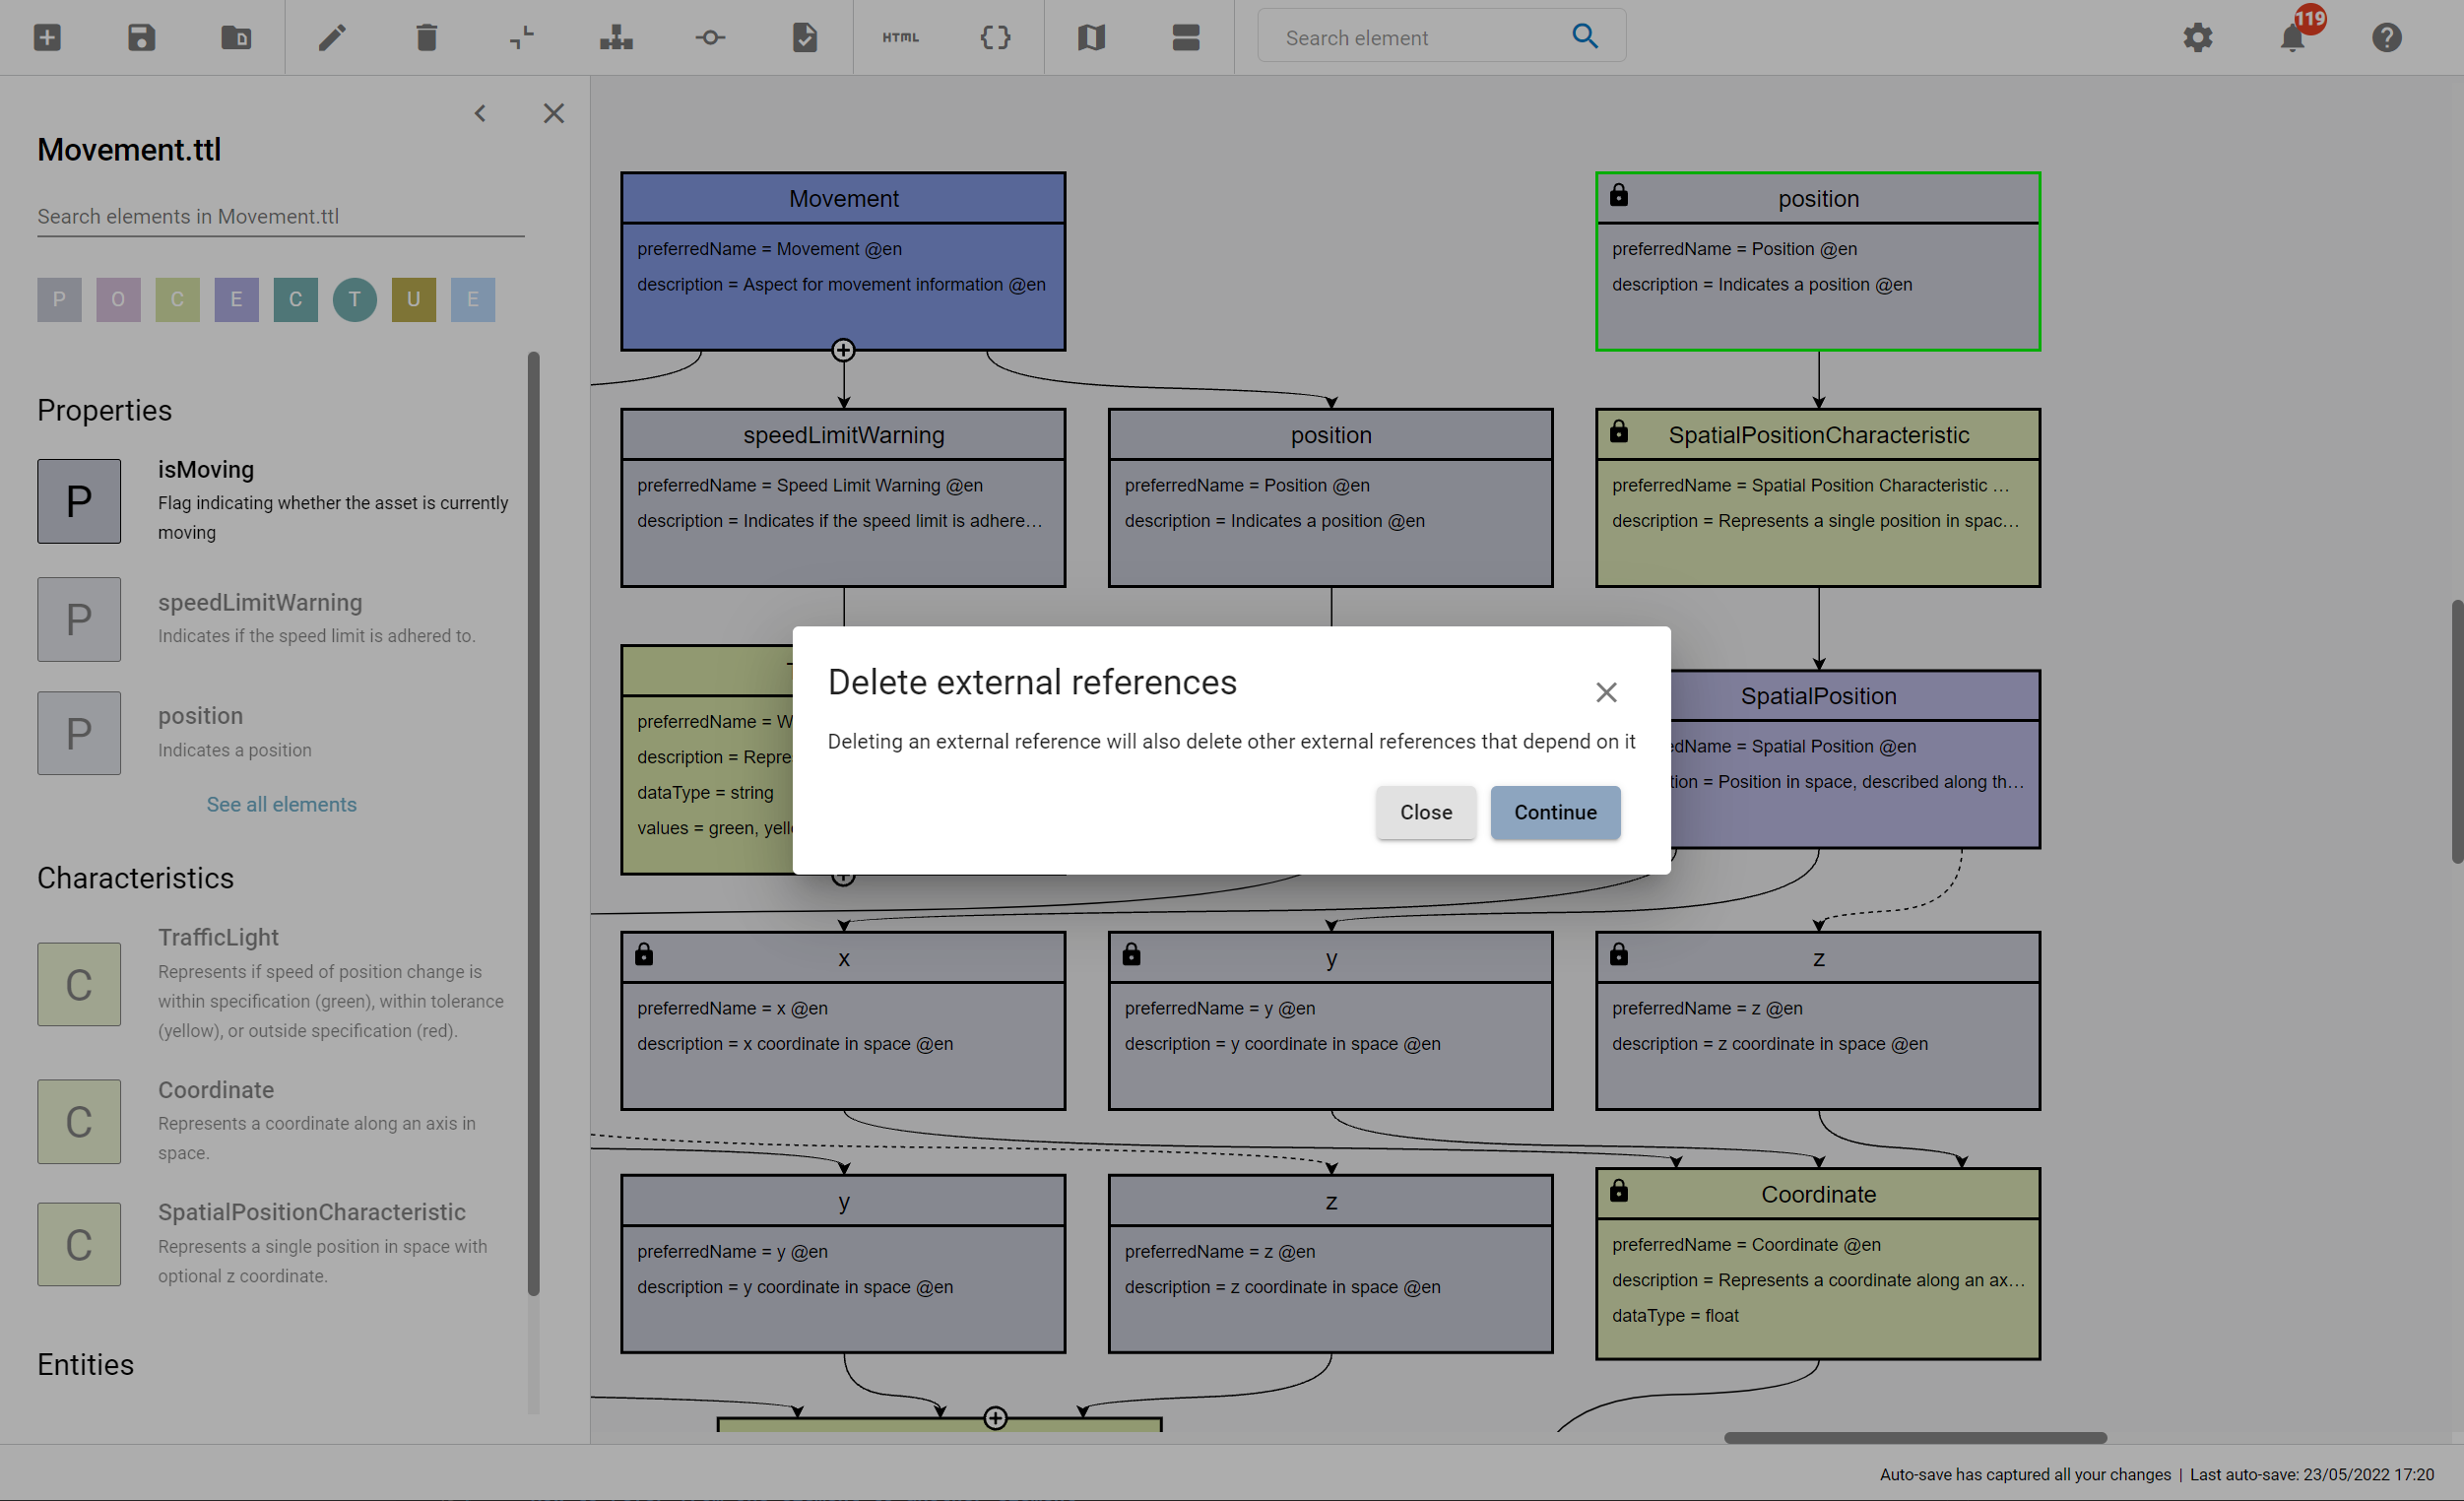 HTML
Search element
119
Movement.ttl
Search elements in Movement.ttl
P O C E C T U E
Properties
P
isMoving
Flag indicating whether the asset is currently
moving
P
speedLimitWarning
Indicates if the speed limit is adhered to.
P
position
Indicates a position
See all elements
Characteristics
C
TrafficLight
Represents if speed of position change is
within specification (green), within tolerance
(yellow), or outside specification (red).
C
Coordinate
Represents a coordinate along an axis in
space.
C
SpatialPositionCharacteristic
Represents a single position in space with
optional z coordinate.
Entities
Movement
preferredName = Movement @en
description = Aspect for movement information @en
position
preferredName = Position @en
description = Indicates a position @en
speedLimitWarning
preferredName = Speed Limit Warning @en
description = Indicates if the speed limit is adhere...
position
preferredName = Position @en
description = Indicates a position @en
SpatialPositionCharacteristic
preferredName = Spatial Position Characteristic ...
description = Represents a single position in spac...
preferredName = W
description = Repre
dataType = string
values = green, yell
Delete external references
Deleting an external reference will also delete other external references that depend on it
Close
Continue
SpatialPosition
edName = Spatial Position @en
tion = Position in space, described along th...
x
preferredName = x @en
description = x coordinate in space @en
y
preferredName = y @en
description = y coordinate in space @en
z
preferredName = z @en
description = z coordinate in space @en
y
preferredName = y @en
description = y coordinate in space @en
z
preferredName = z @en
description = z coordinate in space @en
Coordinate
preferredName = Coordinate @en
description = Represents a coordinate along an ax...
dataType = float
Auto-save has captured all your changes | Last auto-save: 23/05/2022 17:20